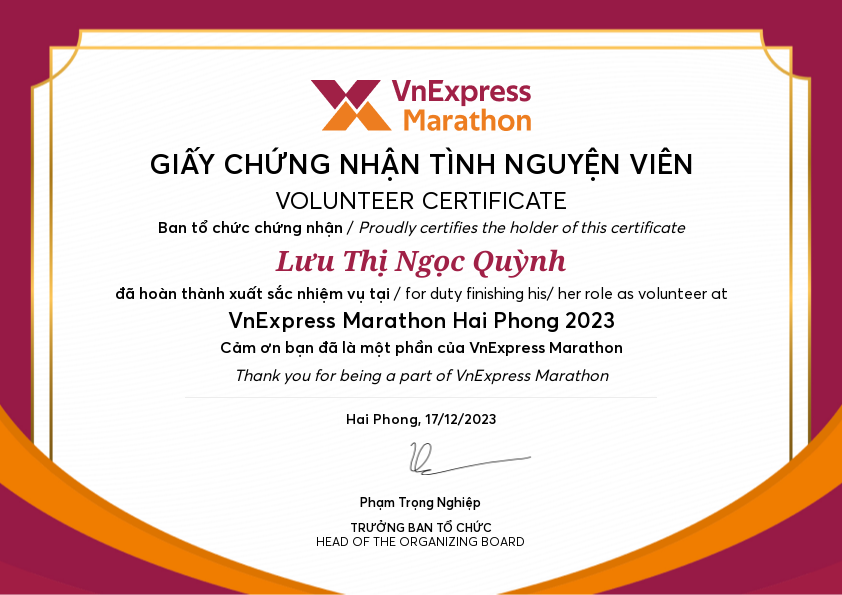 VnExpress
Marathon
GIẤY CHỨNG NHẬN TÌNH NGUYỆN VIÊN
VOLUNTEER CERTIFICATE
Ban tổ chức chứng nhận / Proudly certifies the holder of this certificate
Lưu Thị Ngọc Quỳnh
đã hoàn thành xuất sắc nhiệm vụ tại / for duty finishing his/ her role as volunteer at
VnExpress Marathon Hai Phong 2023
Cảm ơn bạn đã là một phần của VnExpress Marathon
Thank you for being a part of VnExpress Marathon
Hai Phong, 17/12/2023
Phạm Trọng Nghiệp
TRƯỞNG BAN TỔ CHỨC
HEAD OF THE ORGANIZING BOARD